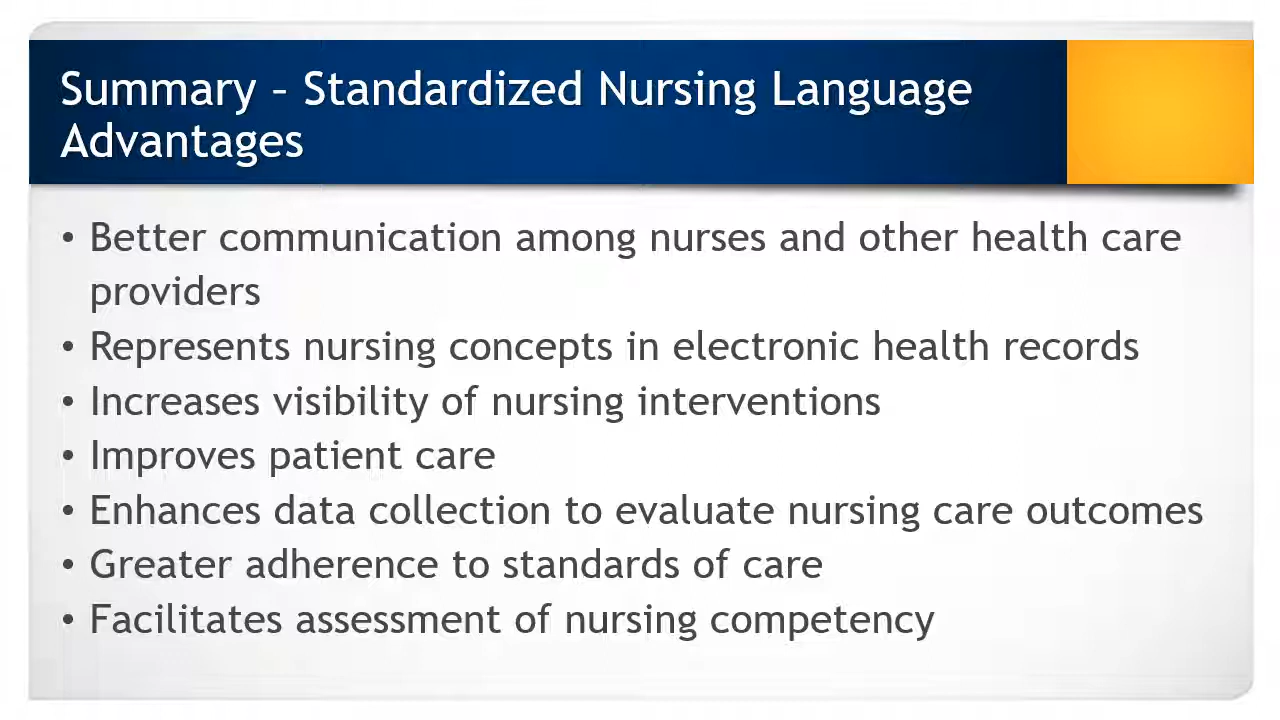 Summary – Standardized Nursing Language
Advantages
• Better communication among nurses and other health care
providers
• Represents nursing concepts in electronic health records
• Increases visibility of nursing interventions
• Improves patient care
• Enhances data collection to evaluate nursing care outcomes
• Greater adherence to standards of care
• Facilitates assessment of nursing competency